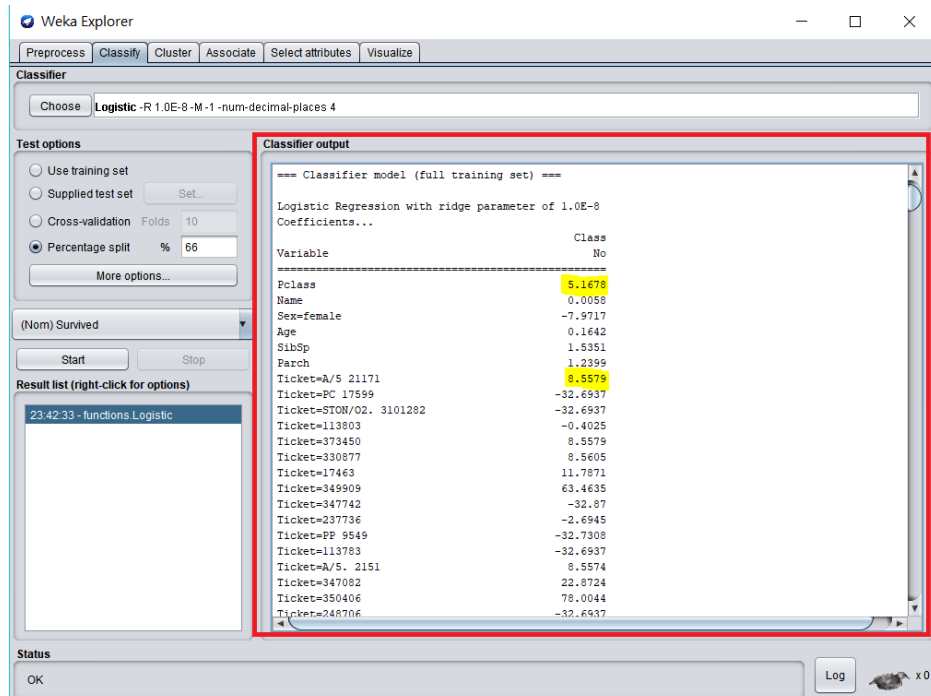 Weka Explorer
Preprocess Classify Cluster Associate Select attributes Visualize
Classifier
Choose Logistic -R 1.0E-8 -M -1 -num-decimal-places 4
Test options
Use training set
Supplied test set Set...
Cross-validation Folds 10
Percentage split % 66
More options...
(Nom) Survived
Start Stop
Result list (right-click for options)
23:42:33 - functions.Logistic
Classifier output
=== Classifier model (full training set) ===
Logistic Regression with ridge parameter of 1.0E-8
Coefficients...
Class
Variable No
====================================================
Pclass 5.1678
Name 0.0058
Sex=female -7.9717
Age 0.1642
SibSp 1.5351
Parch 1.2399
Ticket=A/5 21171 8.5579
Ticket=PC 17599 -32.6937
Ticket=STON/O2. 3101282 -32.6937
Ticket=113803 -0.4025
Ticket=373450 8.5579
Ticket=330877 8.5605
Ticket=17463 11.7871
Ticket=349909 63.4635
Ticket=347742 -32.87
Ticket=237736 -2.6945
Ticket=PP 9549 -32.7308
Ticket=113783 -32.6937
Ticket=A/5. 2151 8.5574
Ticket=347082 22.8724
Ticket=350406 78.0044
Ticket=248706 -32.6937
Status
OK
Log x 0